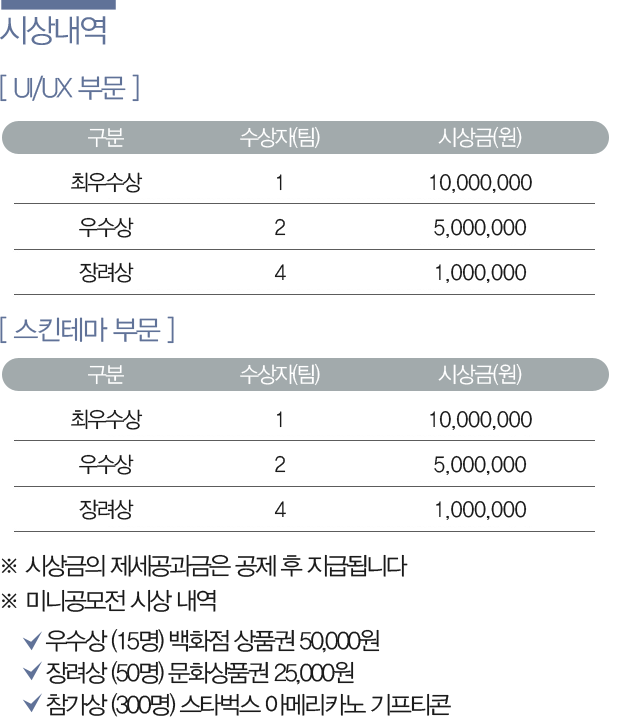 시상내역
[ UI/UX 부문 ]
구분 수상자(팀) 시상금(원)
최우수상 1 10,000,000
우수상 2 5,000,000
장려상 4 1,000,000
[ 스킨테마 부문 ]
구분 수상자(팀) 시상금(원)
최우수상 1 10,000,000
우수상 2 5,000,000
장려상 4 1,000,000
※ 시상금의 제세공과금은 공제 후 지급됩니다
※ 미니공모전 시상 내역
✓ 우수상 (15명) 백화점 상품권 50,000원
✓ 장려상 (50명) 문화상품권 25,000원
✓ 참가상 (300명) 스타벅스 아메리카노 기프티콘